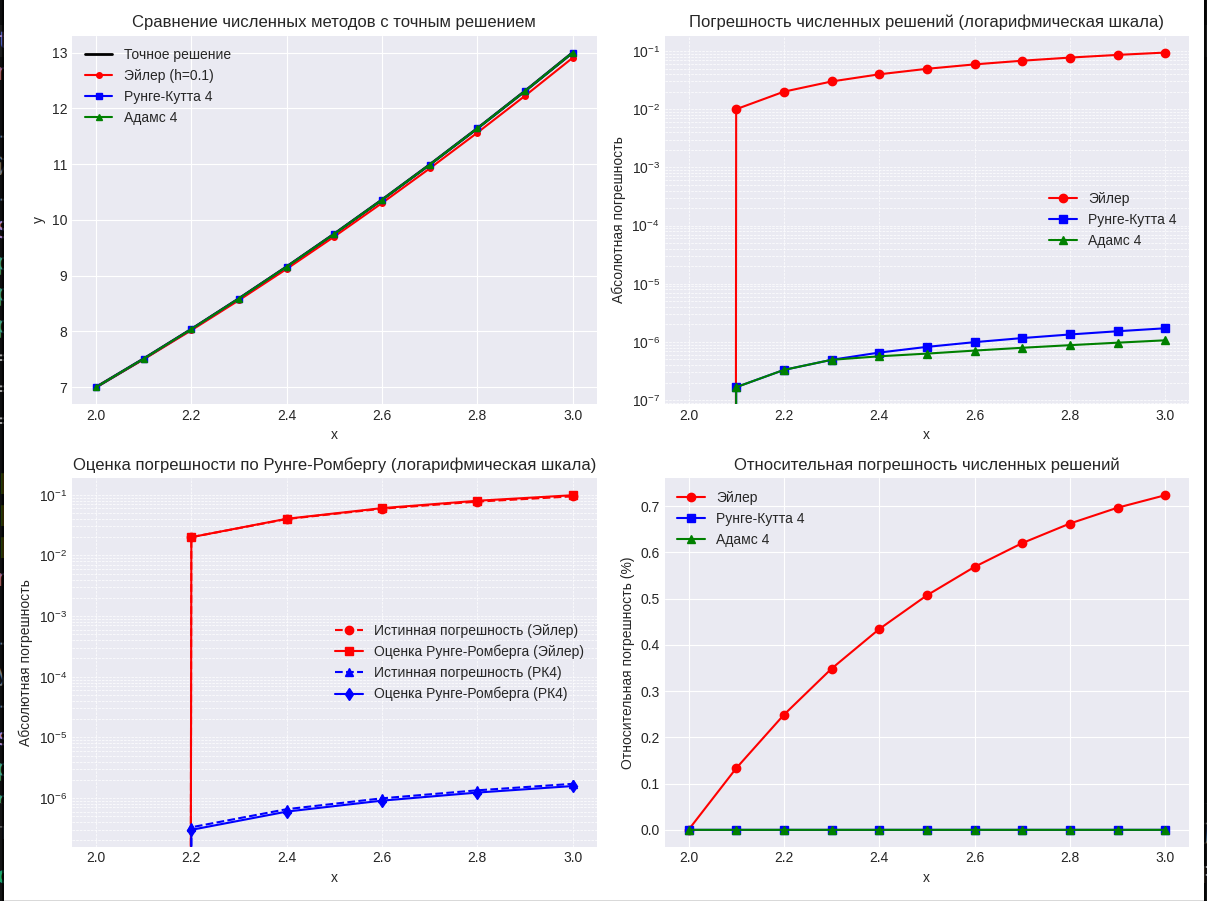 Сравнение численных методов с точным решением
13
12
11
10
9
8
7
y
Точное решение
Эйлер (h=0.1)
Рунге-Кутта 4
Адамс 4
2.0 2.2 2.4 2.6 2.8 3.0
x
Погрешность численных решений (логарифмическая шкала)
10⁻¹
10⁻²
10⁻³
10⁻⁴
10⁻⁵
10⁻⁶
10⁻⁷
Абсолютная погрешность
Эйлер
Рунге-Кутта 4
Адамс 4
2.0 2.2 2.4 2.6 2.8 3.0
x
Оценка погрешности по Рунге-Ромбергу (логарифмическая шкала)
10⁻¹
10⁻²
10⁻³
10⁻⁴
10⁻⁵
10⁻⁶
Абсолютная погрешность
Истинная погрешность (Эйлер)
Оценка Рунге-Ромберга (Эйлер)
Истинная погрешность (РК4)
Оценка Рунге-Ромберга (РК4)
2.0 2.2 2.4 2.6 2.8 3.0
x
Относительная погрешность численных решений
0.7
0.6
0.5
0.4
0.3
0.2
0.1
0.0
Относительная погрешность (%)
Эйлер
Рунге-Кутта 4
Адамс 4
2.0 2.2 2.4 2.6 2.8 3.0
x